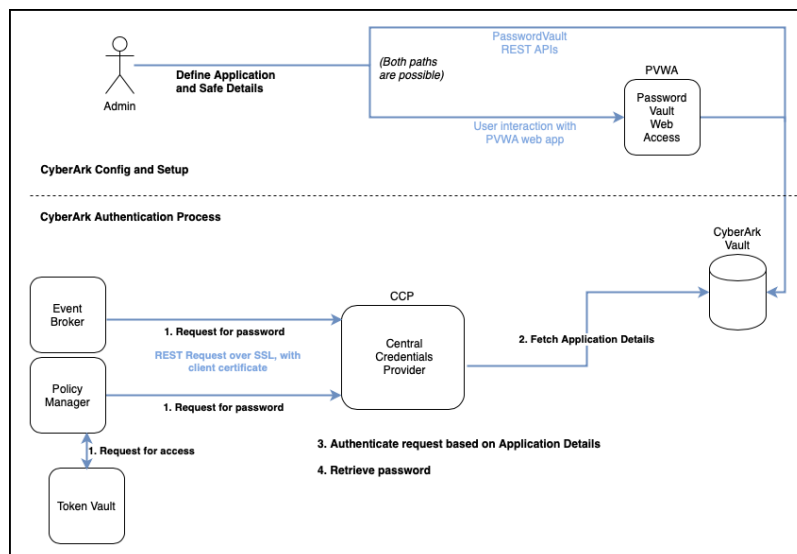 PasswordVault
REST APIs
(Both paths
are possible)
Define Application
and Safe Details
Admin
PVWA
Password
Vault
Web
Access
User interaction with
PVWA web app
CyberArk Config and Setup
CyberArk Authentication Process
CyberArk
Vault
Event
Broker
CCP
1. Request for password
Central
Credentials
Provider
2. Fetch Application Details
REST Request over SSL, with
client certificate
Policy
Manager
1. Request for password
3. Authenticate request based on Application Details
1. Request for access
4. Retrieve password
Token Vault